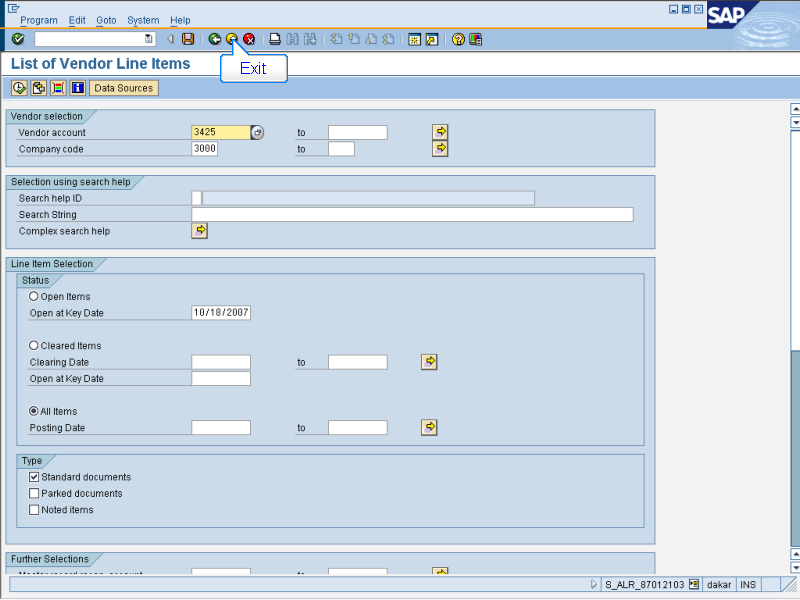 Program Edit Goto System Help
SAP
Exit
List of Vendor Line Items
Data Sources
Vendor selection
Vendor account 3425 to
Company code 3000 to
Selection using search help
Search help ID
Search String
Complex search help
Line Item Selection
Status
Open Items
Open at Key Date 10/18/2007
Cleared Items
Clearing Date to
Open at Key Date
All Items
Posting Date to
Type
Standard documents
Parked documents
Noted items
Further Selections
to
S_ALR_87012103 dakar INS